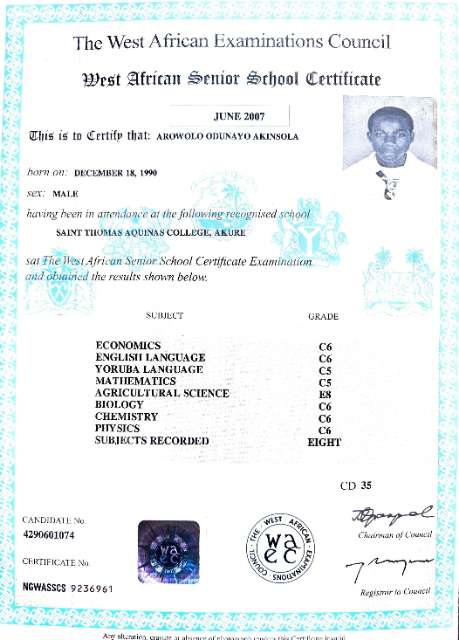 The West African Examinations Council
West African Senior School Certificate
JUNE 2007
This is to Certify that: AROWOLO ODUNAYO AKINSOLA
born on: DECEMBER 18, 1990
sex: MALE
having been in attendance at the following recognised school
SAINT THOMAS AQUINAS COLLEGE, AKURE
sat The West African Senior School Certificate Examination
and obtained the results shown below.
SUBJECT GRADE
ECONOMICS C6
ENGLISH LANGUAGE C6
YORUBA LANGUAGE C5
MATHEMATICS C5
AGRICULTURAL SCIENCE E8
BIOLOGY C6
CHEMISTRY C6
PHYSICS C6
SUBJECTS RECORDED EIGHT
CD 35
CANDIDATE No.
4290601074
Chairman of Council
CERTIFICATE No.
NGWASSCS 9236961
waec
THE WEST AFRICAN EXAMINATIONS COUNCIL
waec
Registrar to Council
Any alteration, erasure or absence of photograph renders this Certificate invalid